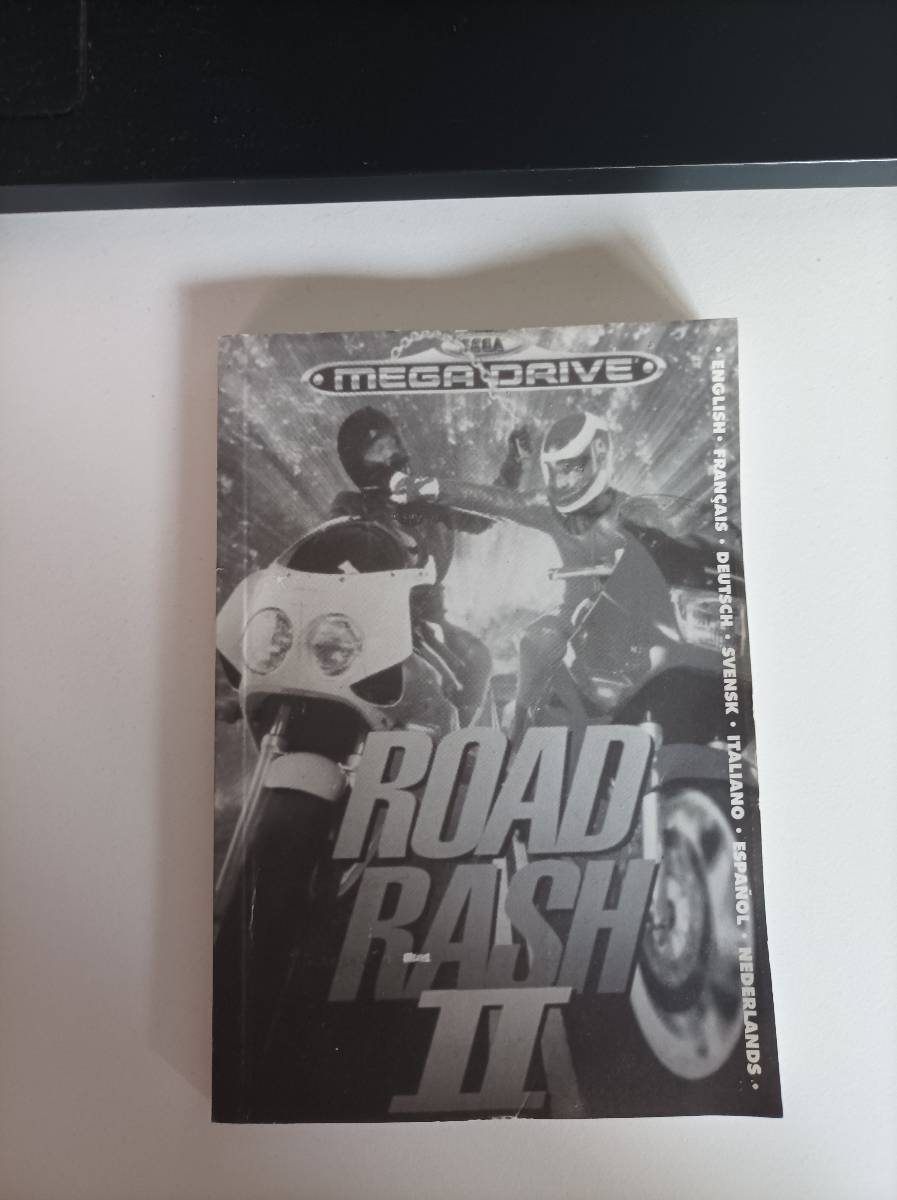 SEGA
MEGA DRIVE
ROAD
RASH
II
• ENGLISH • FRANÇAIS • DEUTSCH • SVENSK • ITALIANO • ESPAÑOL • NEDERLANDS •